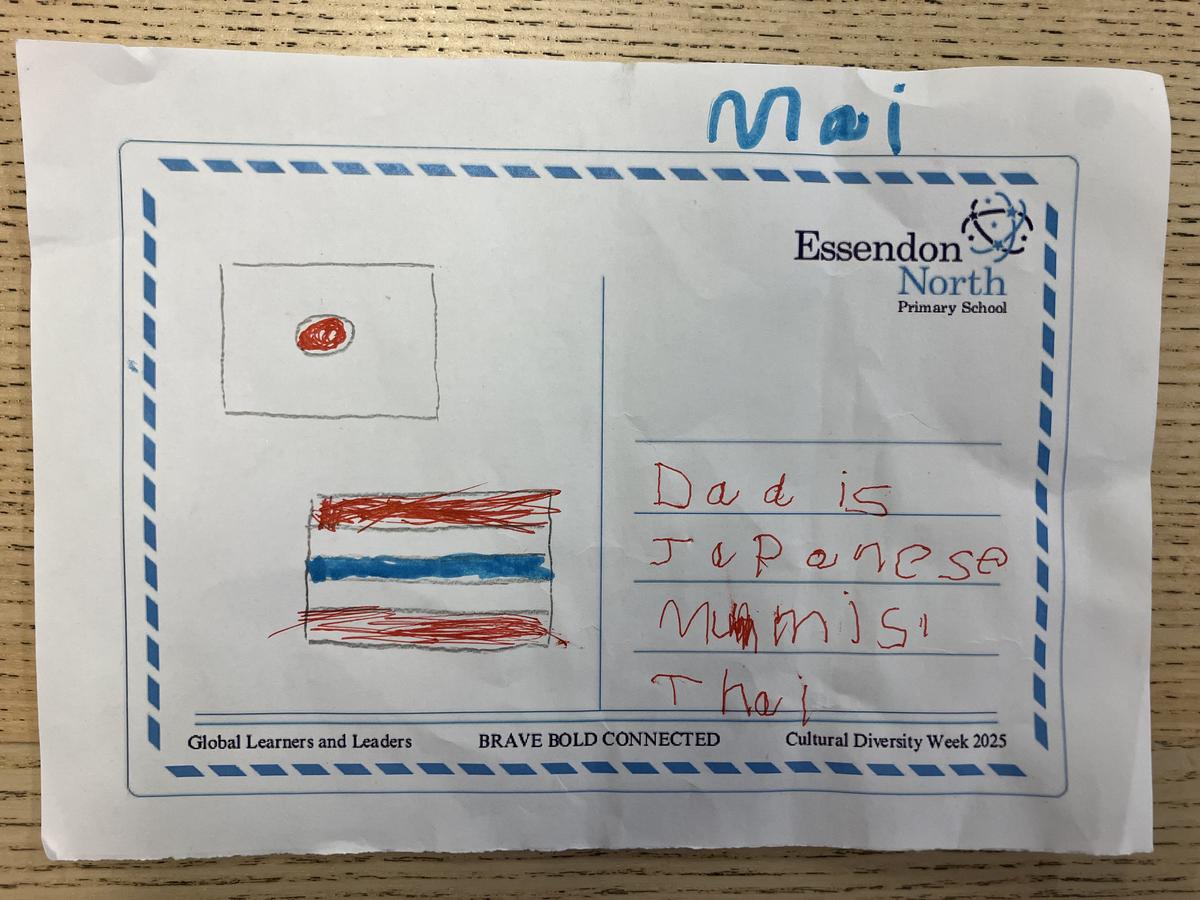 Mai
Essendon
North
Primary School
Dad is
Japanese
Mum is
Thai
Global Learners and Leaders
BRAVE BOLD CONNECTED
Cultural Diversity Week 2025